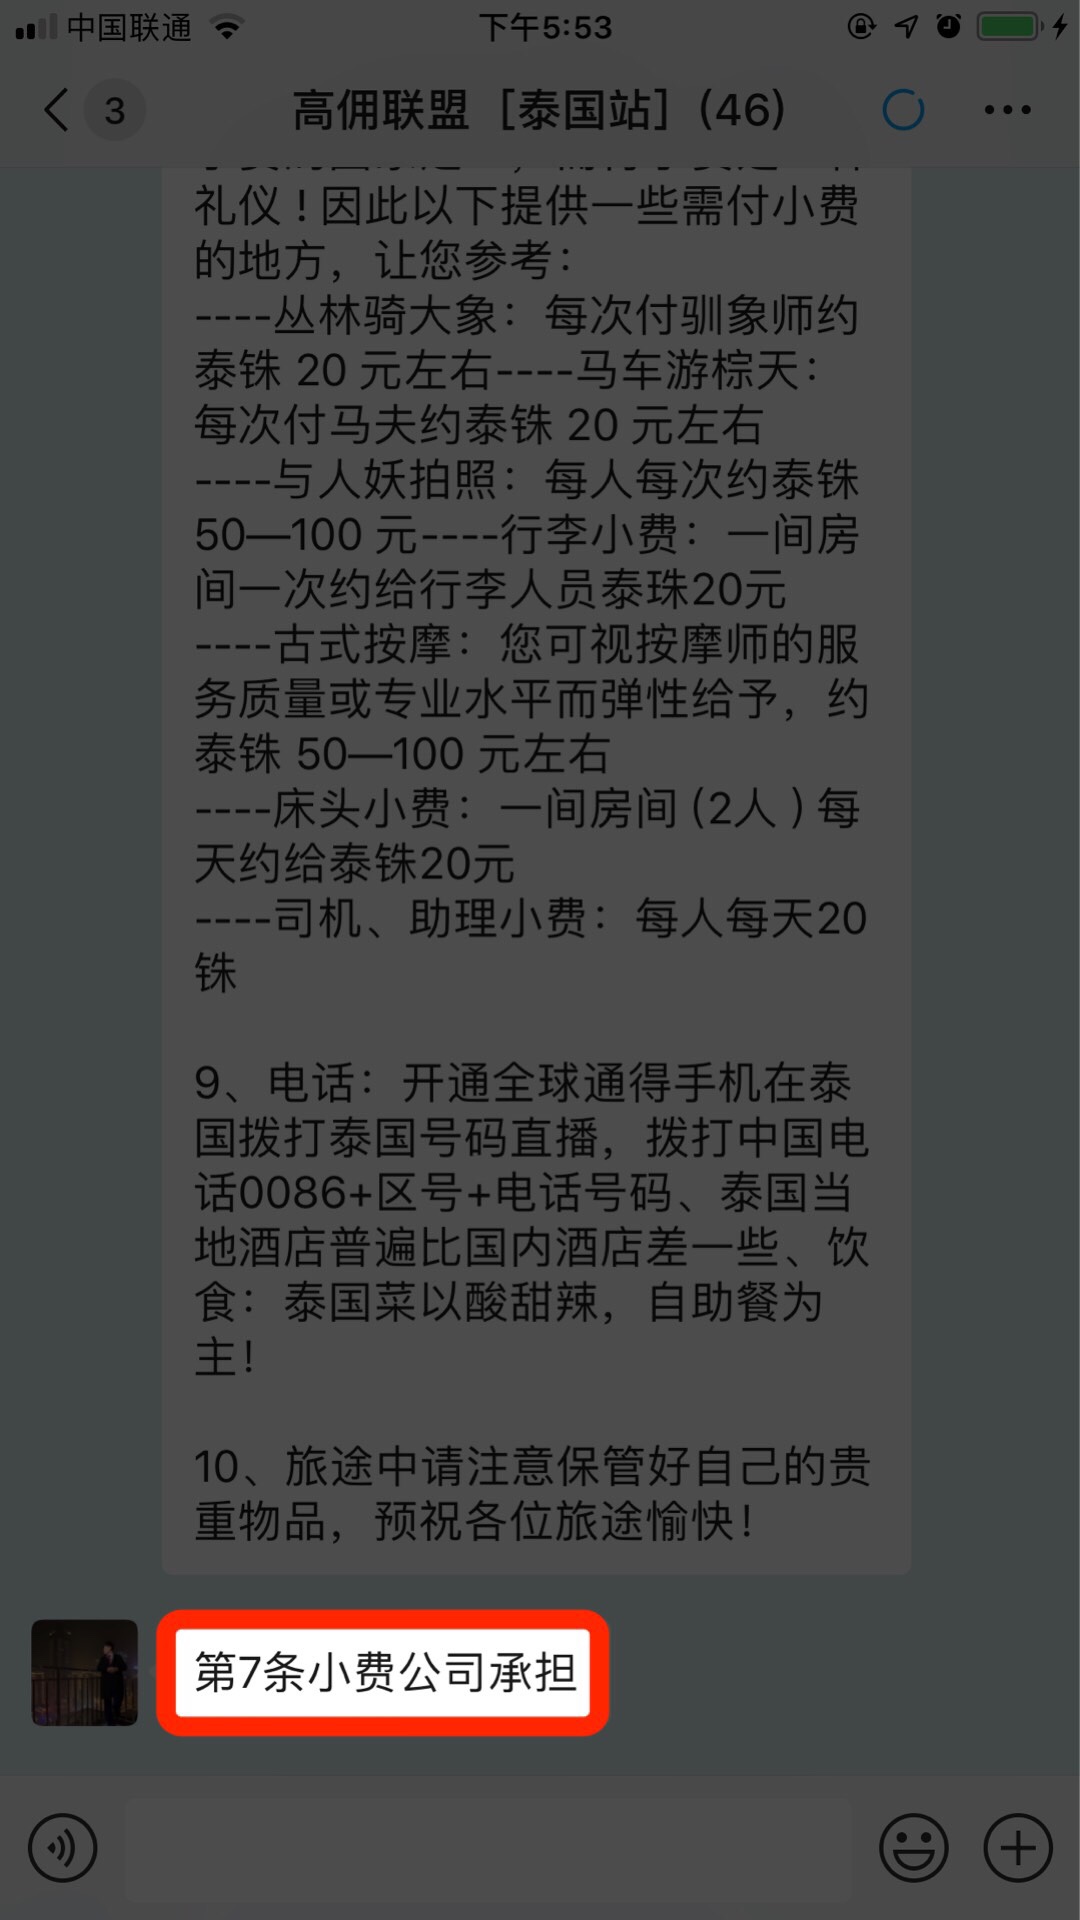 中国联通
下午5:53
3
高佣联盟［泰国站］(46)
礼仪！因此以下提供一些需付小费
的地方，让您参考：
----丛林骑大象：每次付驯象师约
泰铢 20 元左右----马车游棕天：
每次付马夫约泰铢 20 元左右
----与人妖拍照：每人每次约泰铢
50—100 元----行李小费：一间房
间一次约给行李人员泰珠20元
----古式按摩：您可视按摩师的服
务质量或专业水平而弹性给予，约
泰铢 50—100 元左右
----床头小费：一间房间（2人）每
天约给泰铢20元
----司机、助理小费：每人每天20
铢
9、电话：开通全球通得手机在泰
国拨打泰国号码直播，拨打中国电
话0086+区号+电话号码、泰国当
地酒店普遍比国内酒店差一些、饮
食：泰国菜以酸甜辣，自助餐为
主！
10、旅途中请注意保管好自己的贵
重物品，预祝各位旅途愉快！
第7条小费公司承担